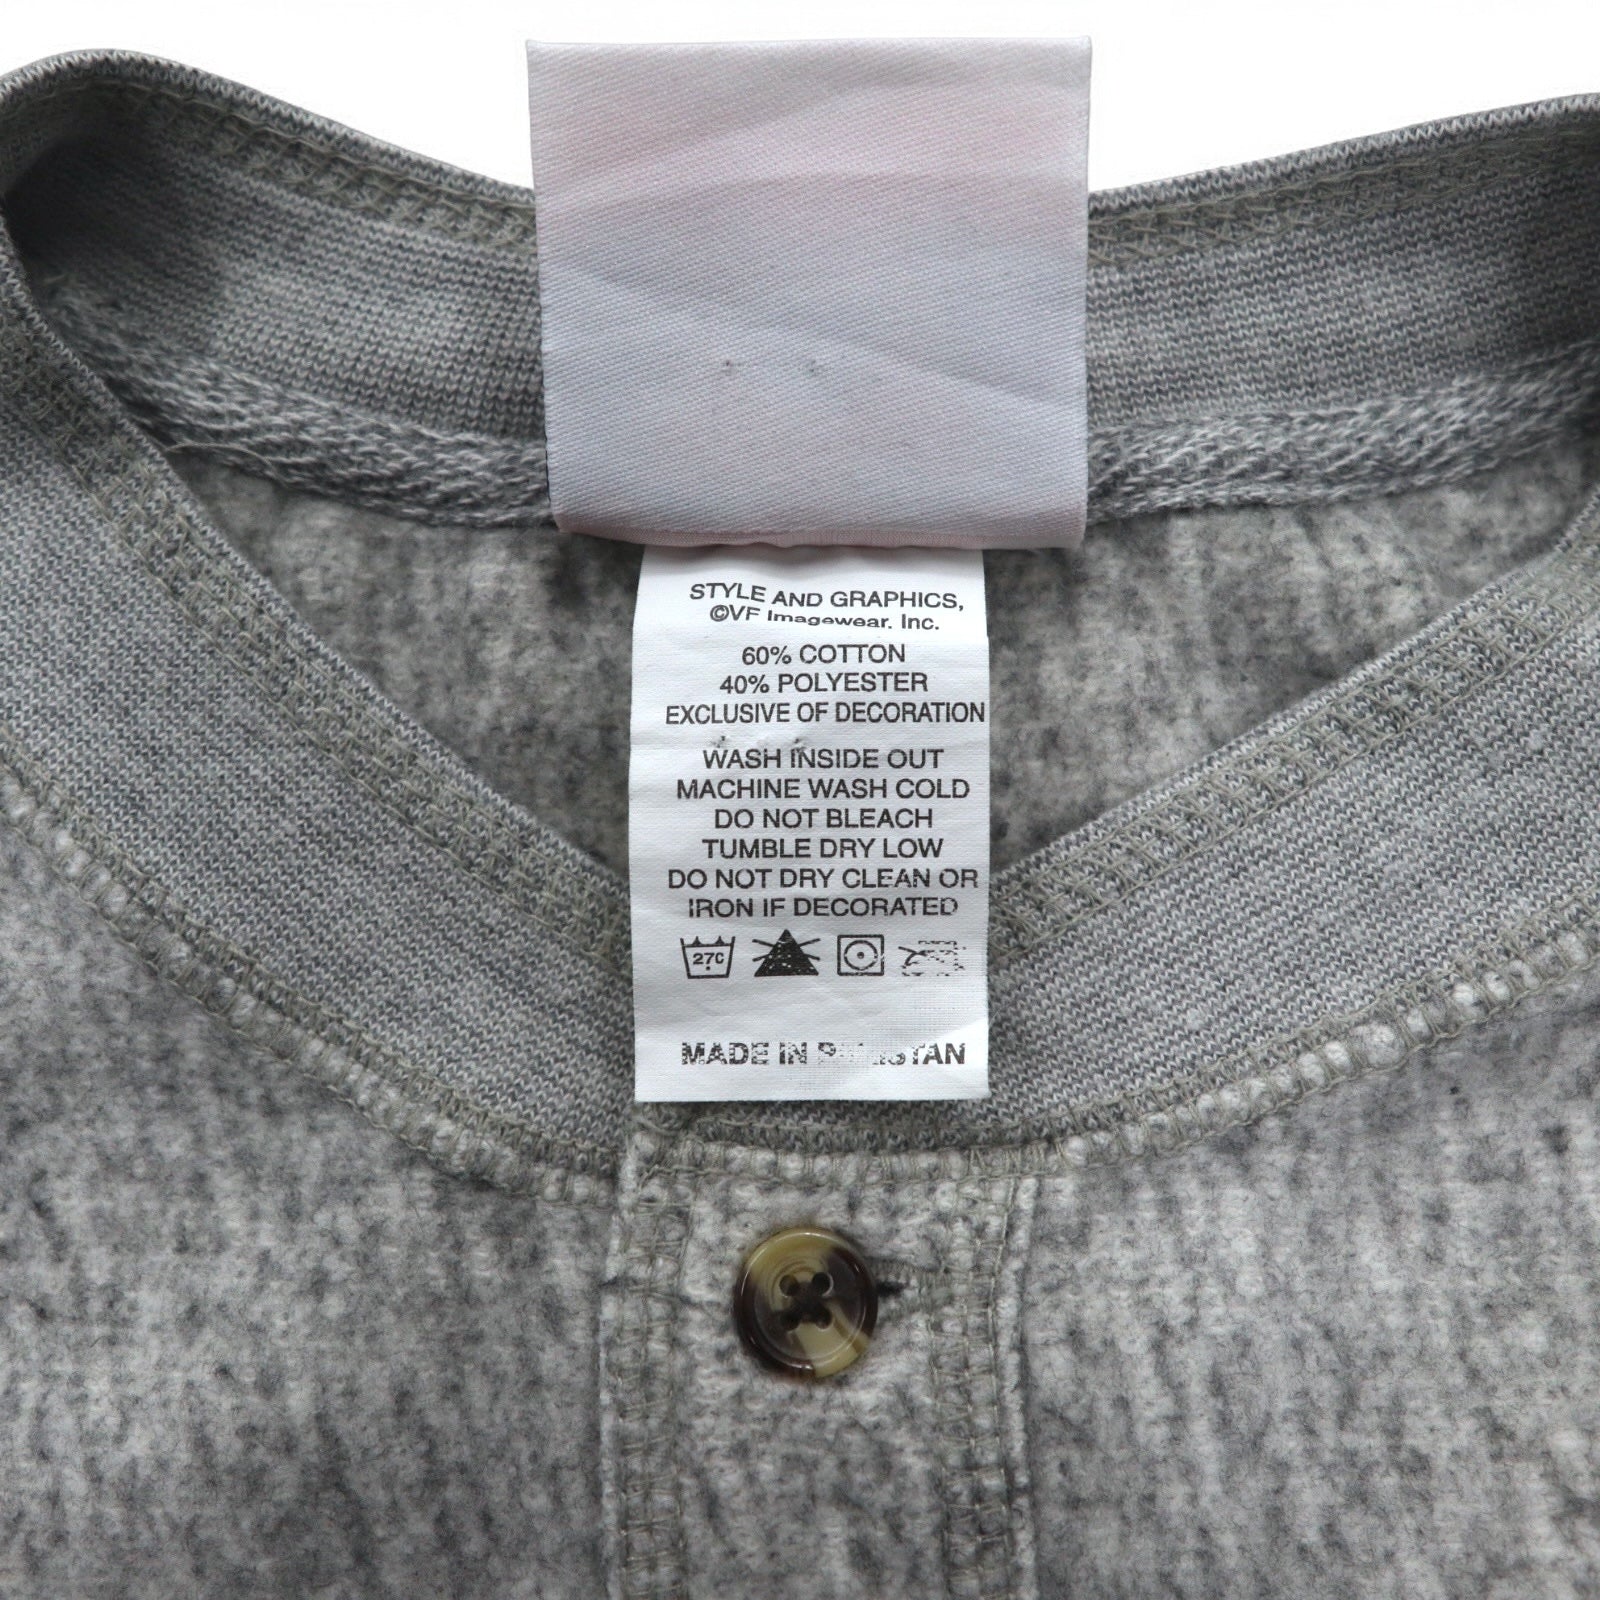 STYLE AND GRAPHICS,
©VF Imagewear, Inc.
60% COTTON
40% POLYESTER
EXCLUSIVE OF DECORATION
WASH INSIDE OUT
MACHINE WASH COLD
DO NOT BLEACH
TUMBLE DRY LOW
DO NOT DRY CLEAN OR
IRON IF DECORATED
27C
MADE IN